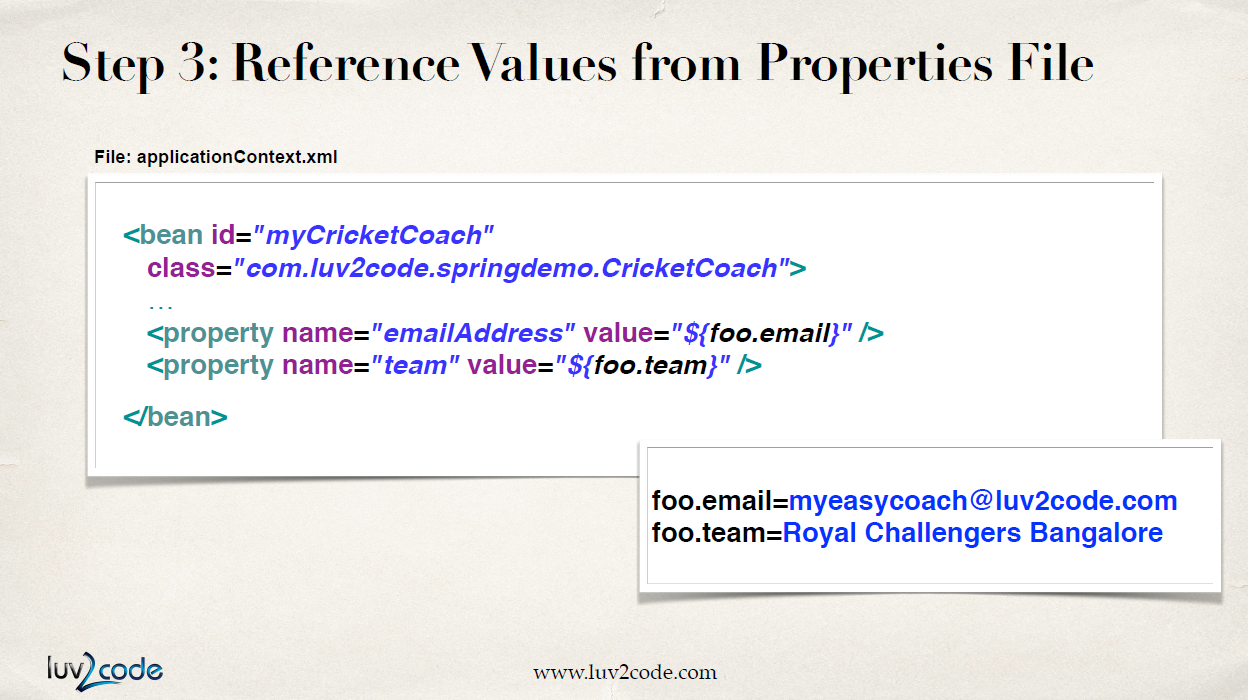 Step 3: Reference Values from Properties File
File: applicationContext.xml
<bean id="myCricketCoach"
class="com.luv2code.springdemo.CricketCoach">
...
<property name="emailAddress" value="${foo.email}" />
<property name="team" value="${foo.team}" />
</bean>
foo.email=myeasycoach@luv2code.com
foo.team=Royal Challengers Bangalore
luv2code
www.luv2code.com